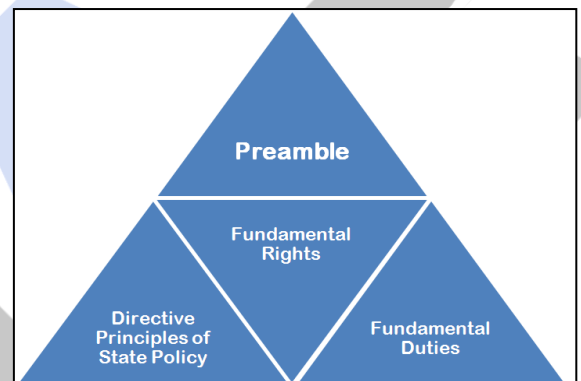 Preamble
Fundamental
Rights
Directive
Principles of
State Policy
Fundamental
Duties